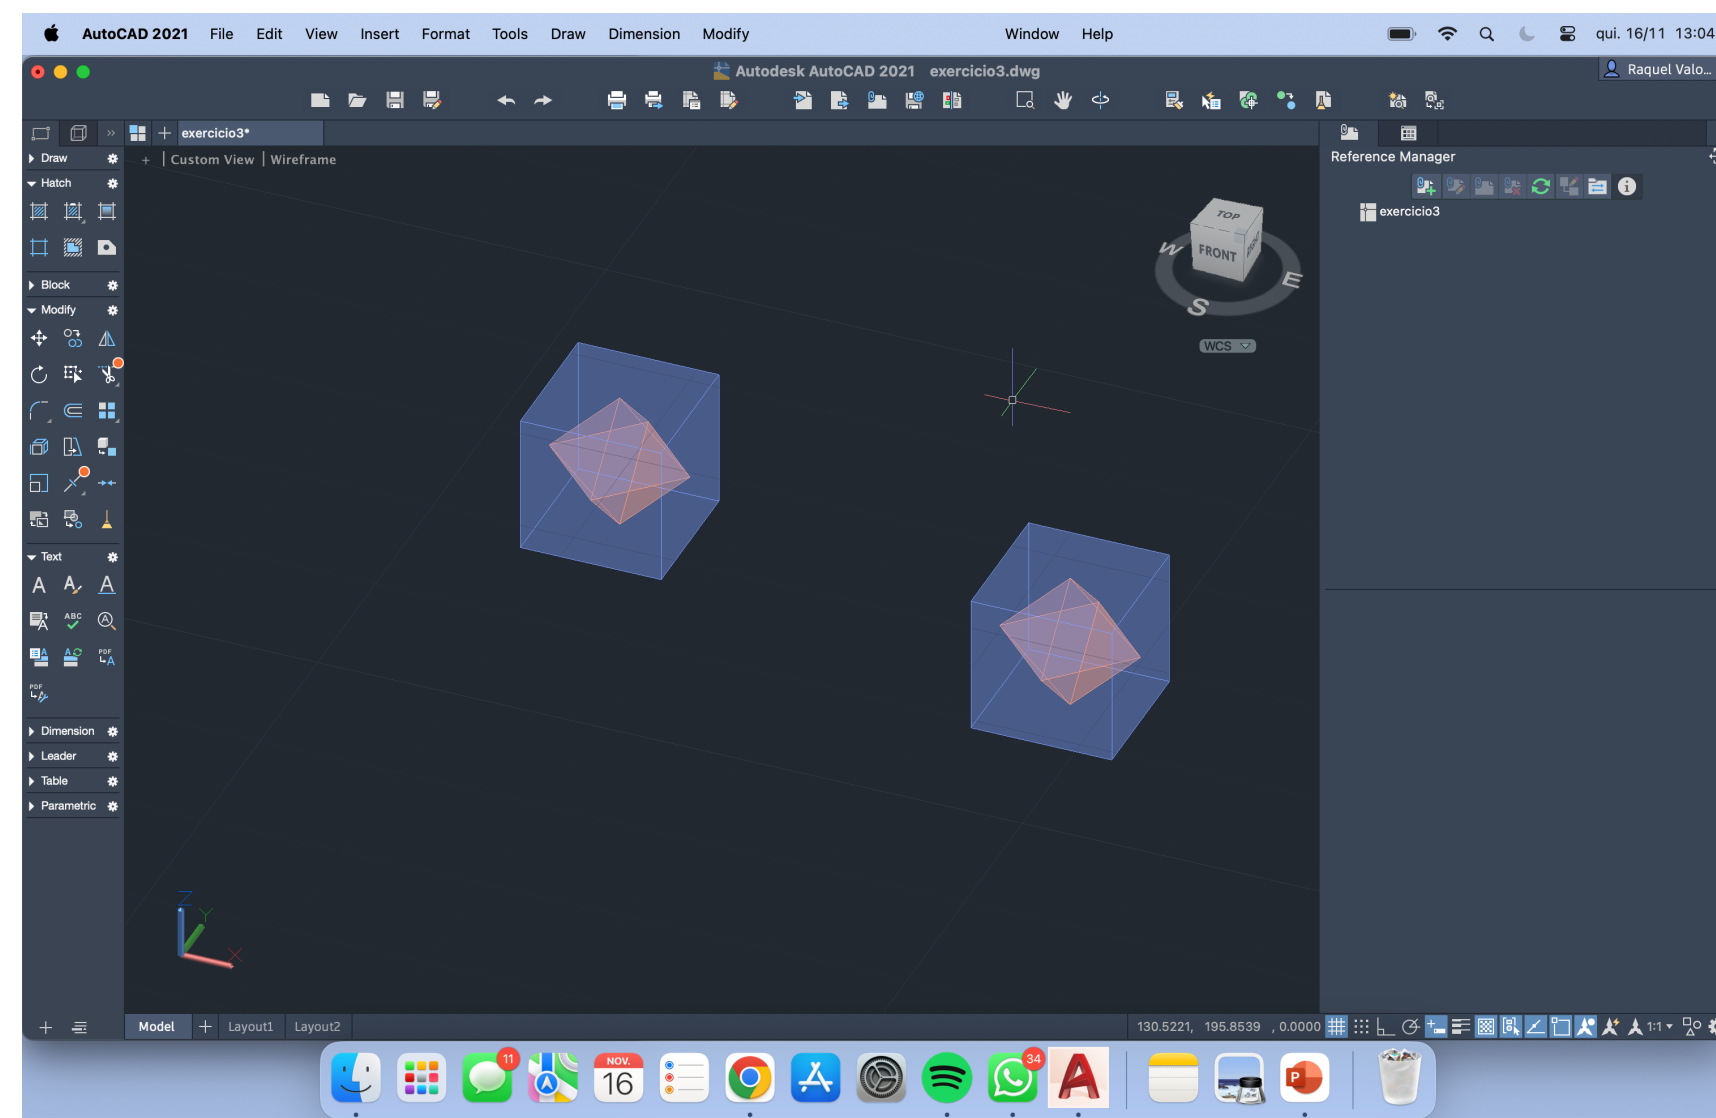 AutoCAD 2021 File Edit View Insert Format Tools Draw Dimension Modify Window Help qui. 16/11 13:04
Autodesk AutoCAD 2021 exercicio3.dwg
Raquel Valo...
exercicio3*
+ | Custom View | Wireframe
Draw
Hatch
Block
Modify
Text
A A A
ABC A
A A PDF A
PDF
Dimension
Leader
Table
Parametric
TOP
FRONT
W
S
E
WCS
Z
Y
X
Reference Manager
exercicio3
Model + Layout1 Layout2
130.5221, 195.8539 , 0.0000 1:1
11
NOV.
16
34
P